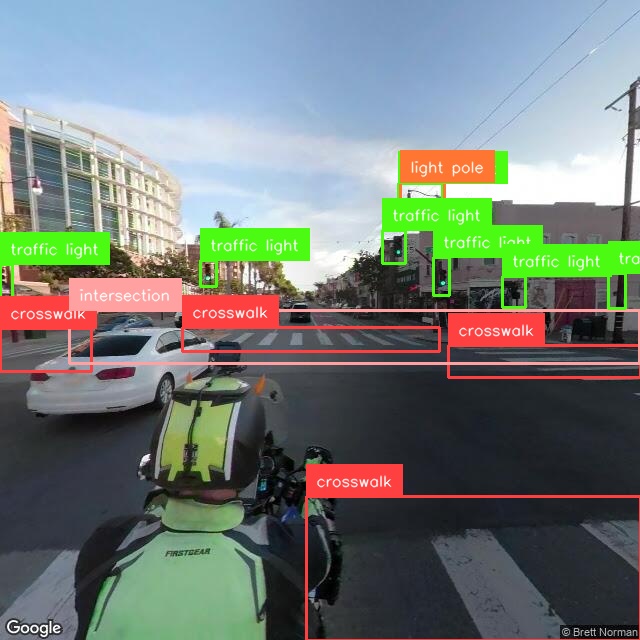 light pole
traffic light
traffic light
traffic light
traffic light
traffic light
tra
intersection
crosswalk
crosswalk
crosswalk
crosswalk
FIRSTGEAR
Google
© Brett Norman